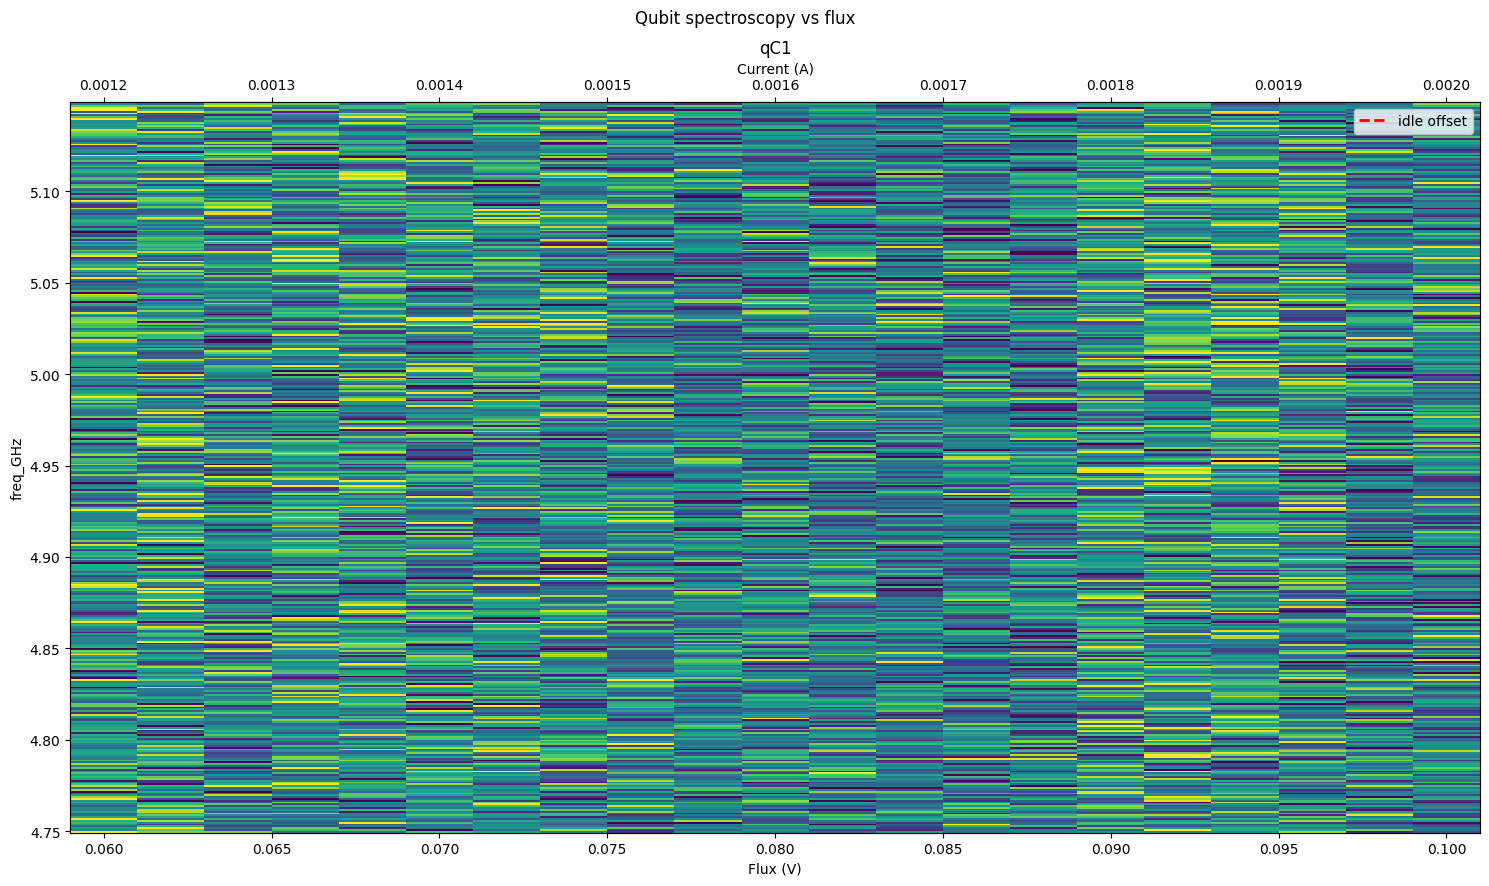 Qubit spectroscopy vs flux
qC1
Current (A)
0.0012 0.0013 0.0014 0.0015 0.0016 0.0017 0.0018 0.0019 0.0020
idle offset
5.10
5.05
5.00
4.95
4.90
4.85
4.80
4.75
freq_GHz
0.060 0.065 0.070 0.075 0.080 0.085 0.090 0.095 0.100
Flux (V)